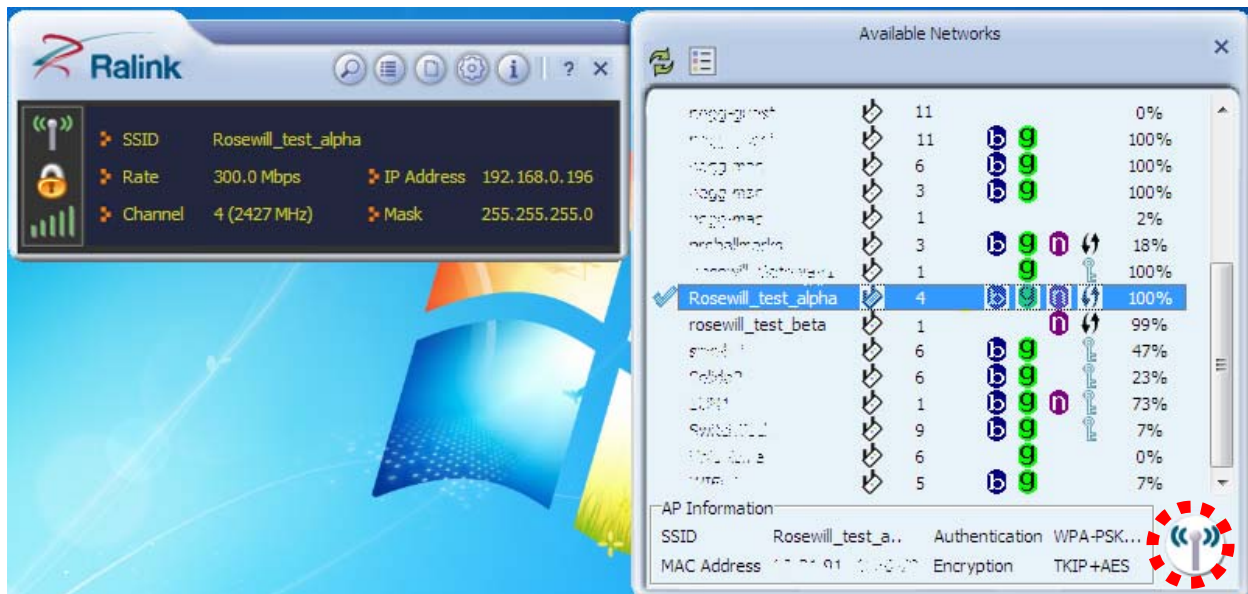 Ralink
i ? ×
SSID Rosewill_test_alpha
Rate 300.0 Mbps IP Address 192.168.0.196
Channel 4 (2427 MHz) Mask 255.255.255.0
Available Networks ×
11 0%
11 b g 100%
6 b g 100%
3 b g 100%
1 2%
3 b g n 18%
1 g 100%
Rosewill_test_alpha 4 b g n 100%
rosewill_test_beta 1 n 99%
6 b g 47%
6 b g 23%
1 b g n 73%
9 b g 7%
6 g 0%
5 b g 7%
AP Information
SSID Rosewill_test_a.. Authentication WPA-PSK...
MAC Address Encryption TKIP+AES